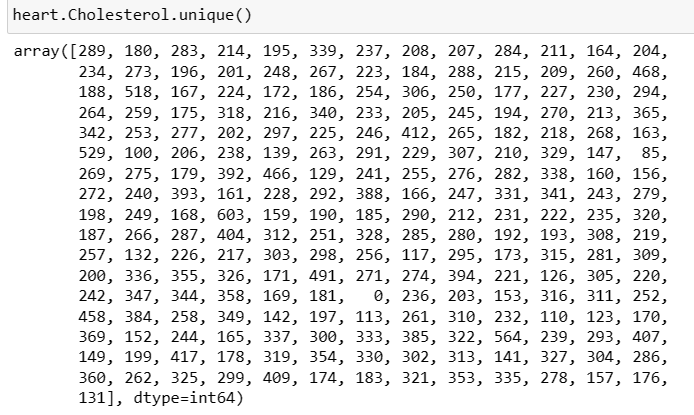 heart.Cholesterol.unique()
array([289, 180, 283, 214, 195, 339, 237, 208, 207, 284, 211, 164, 204,
234, 273, 196, 201, 248, 267, 223, 184, 288, 215, 209, 260, 468,
188, 518, 167, 224, 172, 186, 254, 306, 250, 177, 227, 230, 294,
264, 259, 175, 318, 216, 340, 233, 205, 245, 194, 270, 213, 365,
342, 253, 277, 202, 297, 225, 246, 412, 265, 182, 218, 268, 163,
529, 100, 206, 238, 139, 263, 291, 229, 307, 210, 329, 147, 85,
269, 275, 179, 392, 466, 129, 241, 255, 276, 282, 338, 160, 156,
272, 240, 393, 161, 228, 292, 388, 166, 247, 331, 341, 243, 279,
198, 249, 168, 603, 159, 190, 185, 290, 212, 231, 222, 235, 320,
187, 266, 287, 404, 312, 251, 328, 285, 280, 192, 193, 308, 219,
257, 132, 226, 217, 303, 298, 256, 117, 295, 173, 315, 281, 309,
200, 336, 355, 326, 171, 491, 271, 274, 394, 221, 126, 305, 220,
242, 347, 344, 358, 169, 181, 0, 236, 203, 153, 316, 311, 252,
458, 384, 258, 349, 142, 197, 113, 261, 310, 232, 110, 123, 170,
369, 152, 244, 165, 337, 300, 333, 385, 322, 564, 239, 293, 407,
149, 199, 417, 178, 319, 354, 330, 302, 313, 141, 327, 304, 286,
360, 262, 325, 299, 409, 174, 183, 321, 353, 335, 278, 157, 176,
131], dtype=int64)